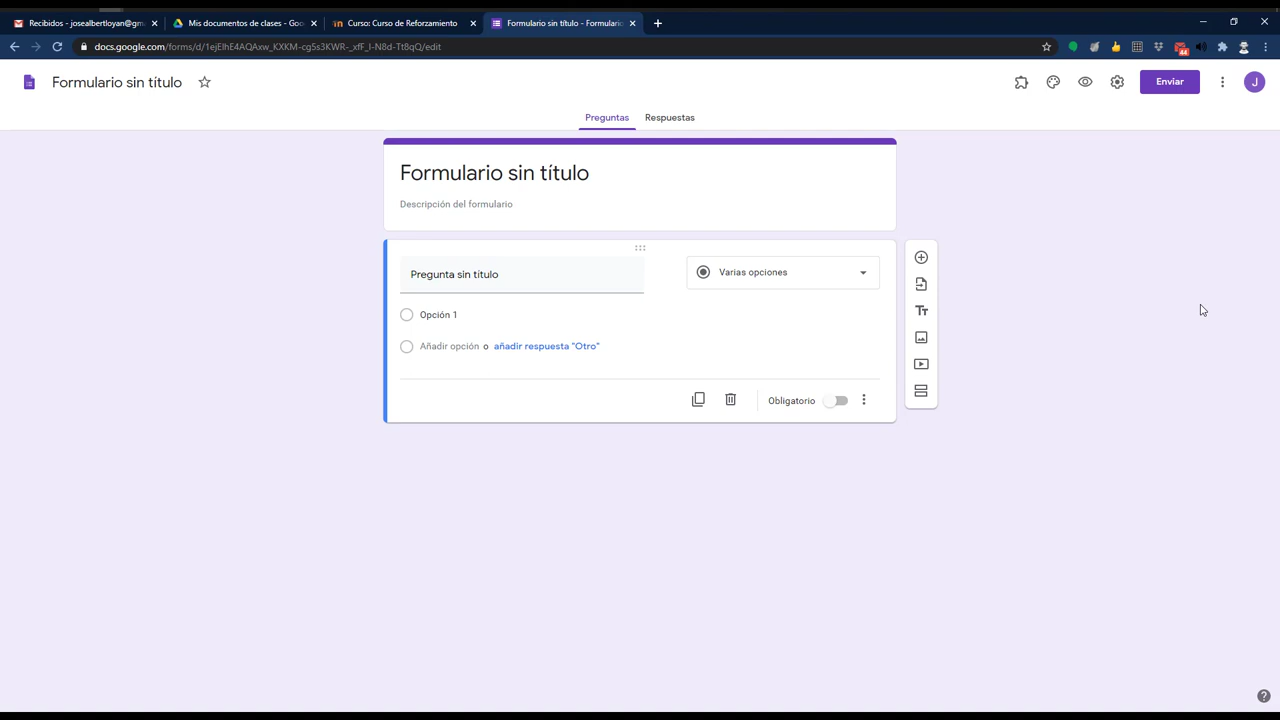 Recibidos - josealbertloyan@gm
Mis documentos de clases - Goo
Curso: Curso de Reforzamiento
Formulario sin título - Formulario
docs.google.com/forms/d/1ejElhE4AQAxw_KXKM-cg5s3KWR-_xfF_I-N8d-Tt8qQ/edit
44
Formulario sin título
Enviar
J
Preguntas
Respuestas
Formulario sin título
Descripción del formulario
Pregunta sin título
Varias opciones
Opción 1
Añadir opción o añadir respuesta "Otro"
Obligatorio